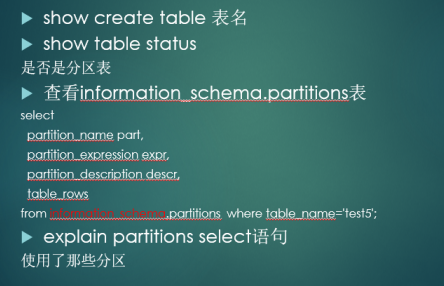 show create table 表名
show table status
是否是分区表
查看information_schema.partitions表
select
partition_name part,
partition_expression expr,
partition_description descr,
table_rows
from information_schema.partitions where table_name='test5';
explain partitions select语句
使用了那些分区